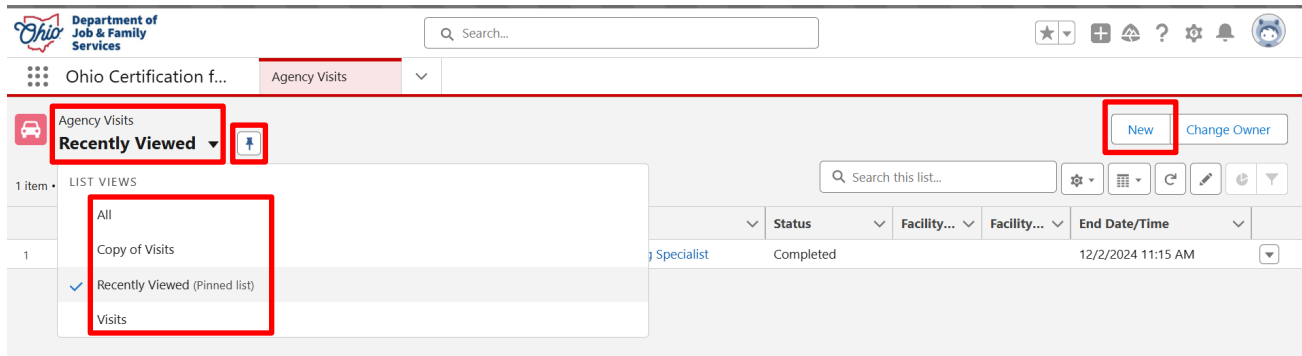 Ohio
Department of
Job & Family
Services
Search...
Ohio Certification f...
Agency Visits
Agency Visits
Recently Viewed
New
Change Owner
1 item •
LIST VIEWS
Search this list...
All
Status
Facility...
Facility...
End Date/Time
Copy of Visits
1
Specialist
Completed
12/2/2024 11:15 AM
Recently Viewed (Pinned list)
Visits